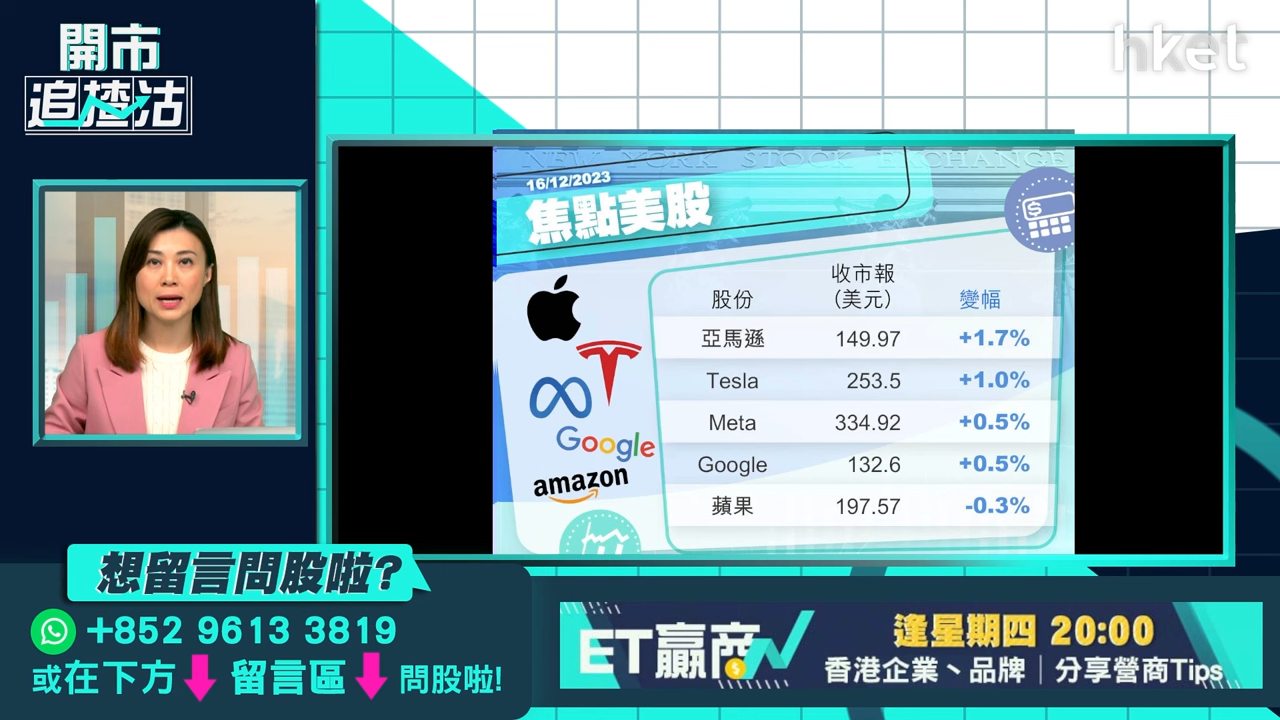 開市
追揸沽
hket
NEW YORK STOCK EXCHANGE
16/12/2023
焦點美股
股份 收市報(美元) 變幅
亞馬遜 149.97 +1.7%
Tesla 253.5 +1.0%
Meta 334.92 +0.5%
Google 132.6 +0.5%
蘋果 197.57 -0.3%
Google
amazon
想留言問股啦?
+852 9613 3819
或在下方 留言區 問股啦!
ET贏商
逢星期四 20:00
香港企業、品牌｜分享營商Tips